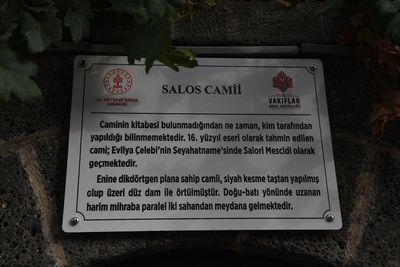 T.C. KÜLTÜR VE TURİZM
BAKANLIĞI
SALOS CAMİİ
T.C.
VAKIFLAR
GENEL MÜDÜRLÜĞÜ
Caminin kitabesi bulunmadığından ne zaman, kim tarafından
yapıldığı bilinmemektedir. 16. yüzyıl eseri olarak tahmin edilen
cami; Evliya Çelebi'nin Seyahatname'sinde Salori Mescidi olarak
geçmektedir.
Enine dikdörtgen plana sahip camii, siyah kesme taştan yapılmış
olup üzeri düz dam ile örtülmüştür. Doğu-batı yönünde uzanan
harim mihraba paralel iki sahandan meydana gelmektedir.